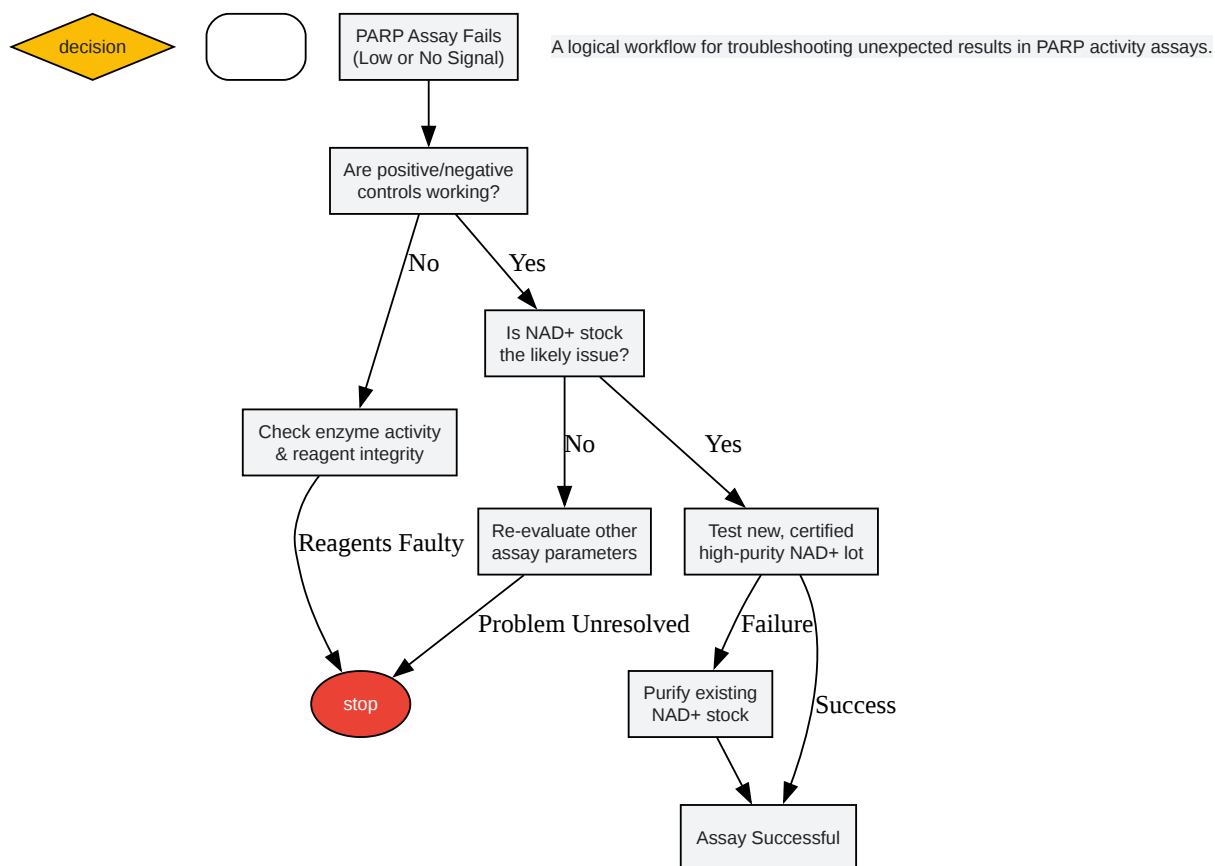 decision
PARP Assay Fails
(Low or No Signal)
A logical workflow for troubleshooting unexpected results in PARP activity assays.
Are positive/negative
controls working?
No
Yes
Is NAD+ stock
the likely issue?
Check enzyme activity
& reagent integrity
No
Yes
Reagents Faulty
Re-evaluate other
assay parameters
Test new, certified
high-purity NAD+ lot
Problem Unresolved
Failure
stop
Purify existing
NAD+ stock
Success
Assay Successful